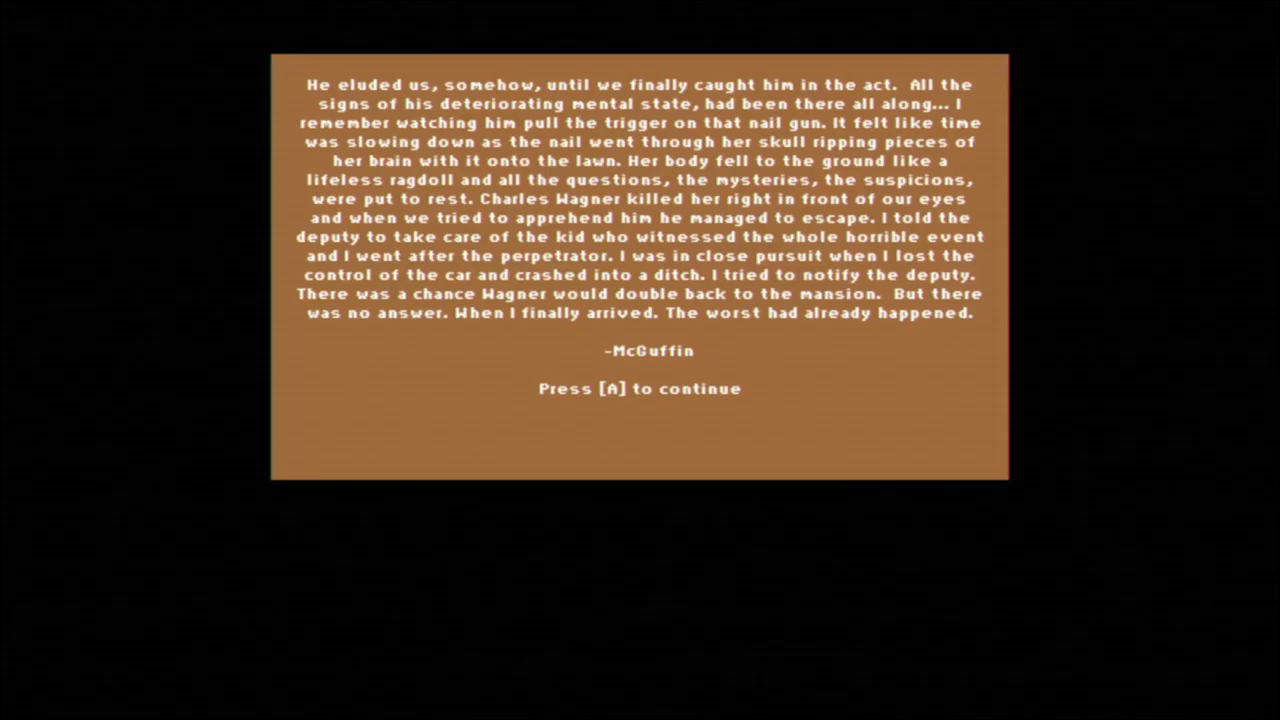 He eluded us, somehow, until we finally caught him in the act.  All the
signs of his deteriorating mental state, had been there all along... I
remember watching him pull the trigger on that nail gun. It felt like time
was slowing down as the nail went through her skull ripping pieces of
her brain with it onto the lawn. Her body fell to the ground like a
lifeless ragdoll and all the questions, the mysteries, the suspicions,
were put to rest. Charles Wagner killed her right in front of our eyes
and when we tried to apprehend him he managed to escape. I told the
deputy to take care of the kid who witnessed the whole horrible event
and I went after the perpetrator. I was in close pursuit when I lost the
control of the car and crashed into a ditch. I tried to notify the deputy.
There was a chance Wagner would double back to the mansion.  But there
was no answer. When I finally arrived. The worst had already happened.
-McGuffin
Press [A] to continue